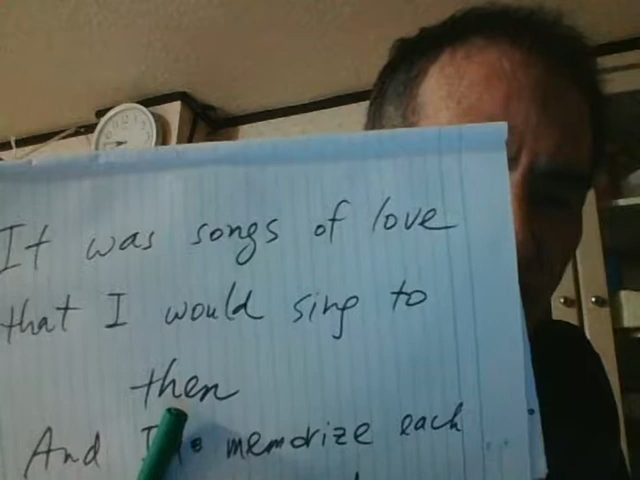 It was songs of love
that I would sing to
then
And memorize each